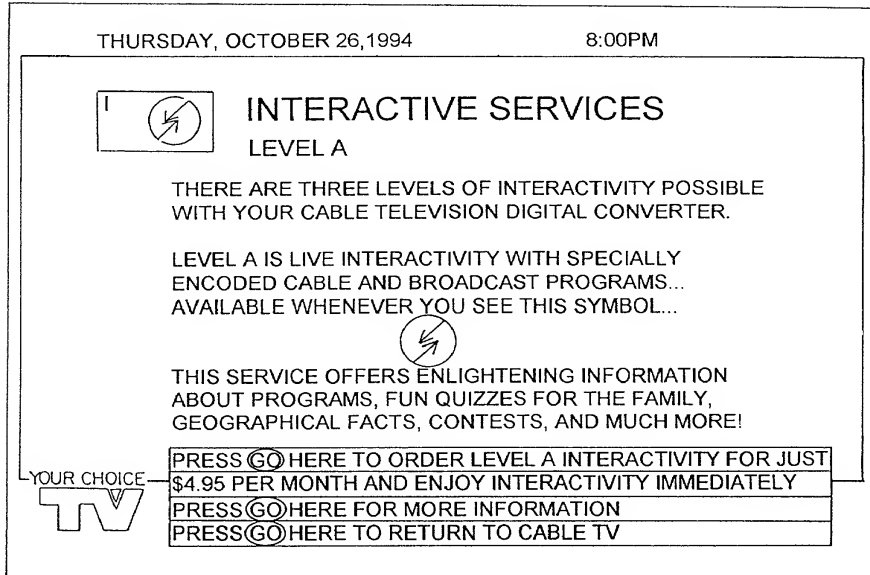 THURSDAY, OCTOBER 26,1994 8:00PM
I
INTERACTIVE SERVICES
LEVEL A
THERE ARE THREE LEVELS OF INTERACTIVITY POSSIBLE
WITH YOUR CABLE TELEVISION DIGITAL CONVERTER.
LEVEL A IS LIVE INTERACTIVITY WITH SPECIALLY
ENCODED CABLE AND BROADCAST PROGRAMS...
AVAILABLE WHENEVER YOU SEE THIS SYMBOL...
THIS SERVICE OFFERS ENLIGHTENING INFORMATION
ABOUT PROGRAMS, FUN QUIZZES FOR THE FAMILY,
GEOGRAPHICAL FACTS, CONTESTS, AND MUCH MORE!
PRESS GO HERE TO ORDER LEVEL A INTERACTIVITY FOR JUST
$4.95 PER MONTH AND ENJOY INTERACTIVITY IMMEDIATELY
PRESS GO HERE FOR MORE INFORMATION
PRESS GO HERE TO RETURN TO CABLE TV
YOUR CHOICE
TV